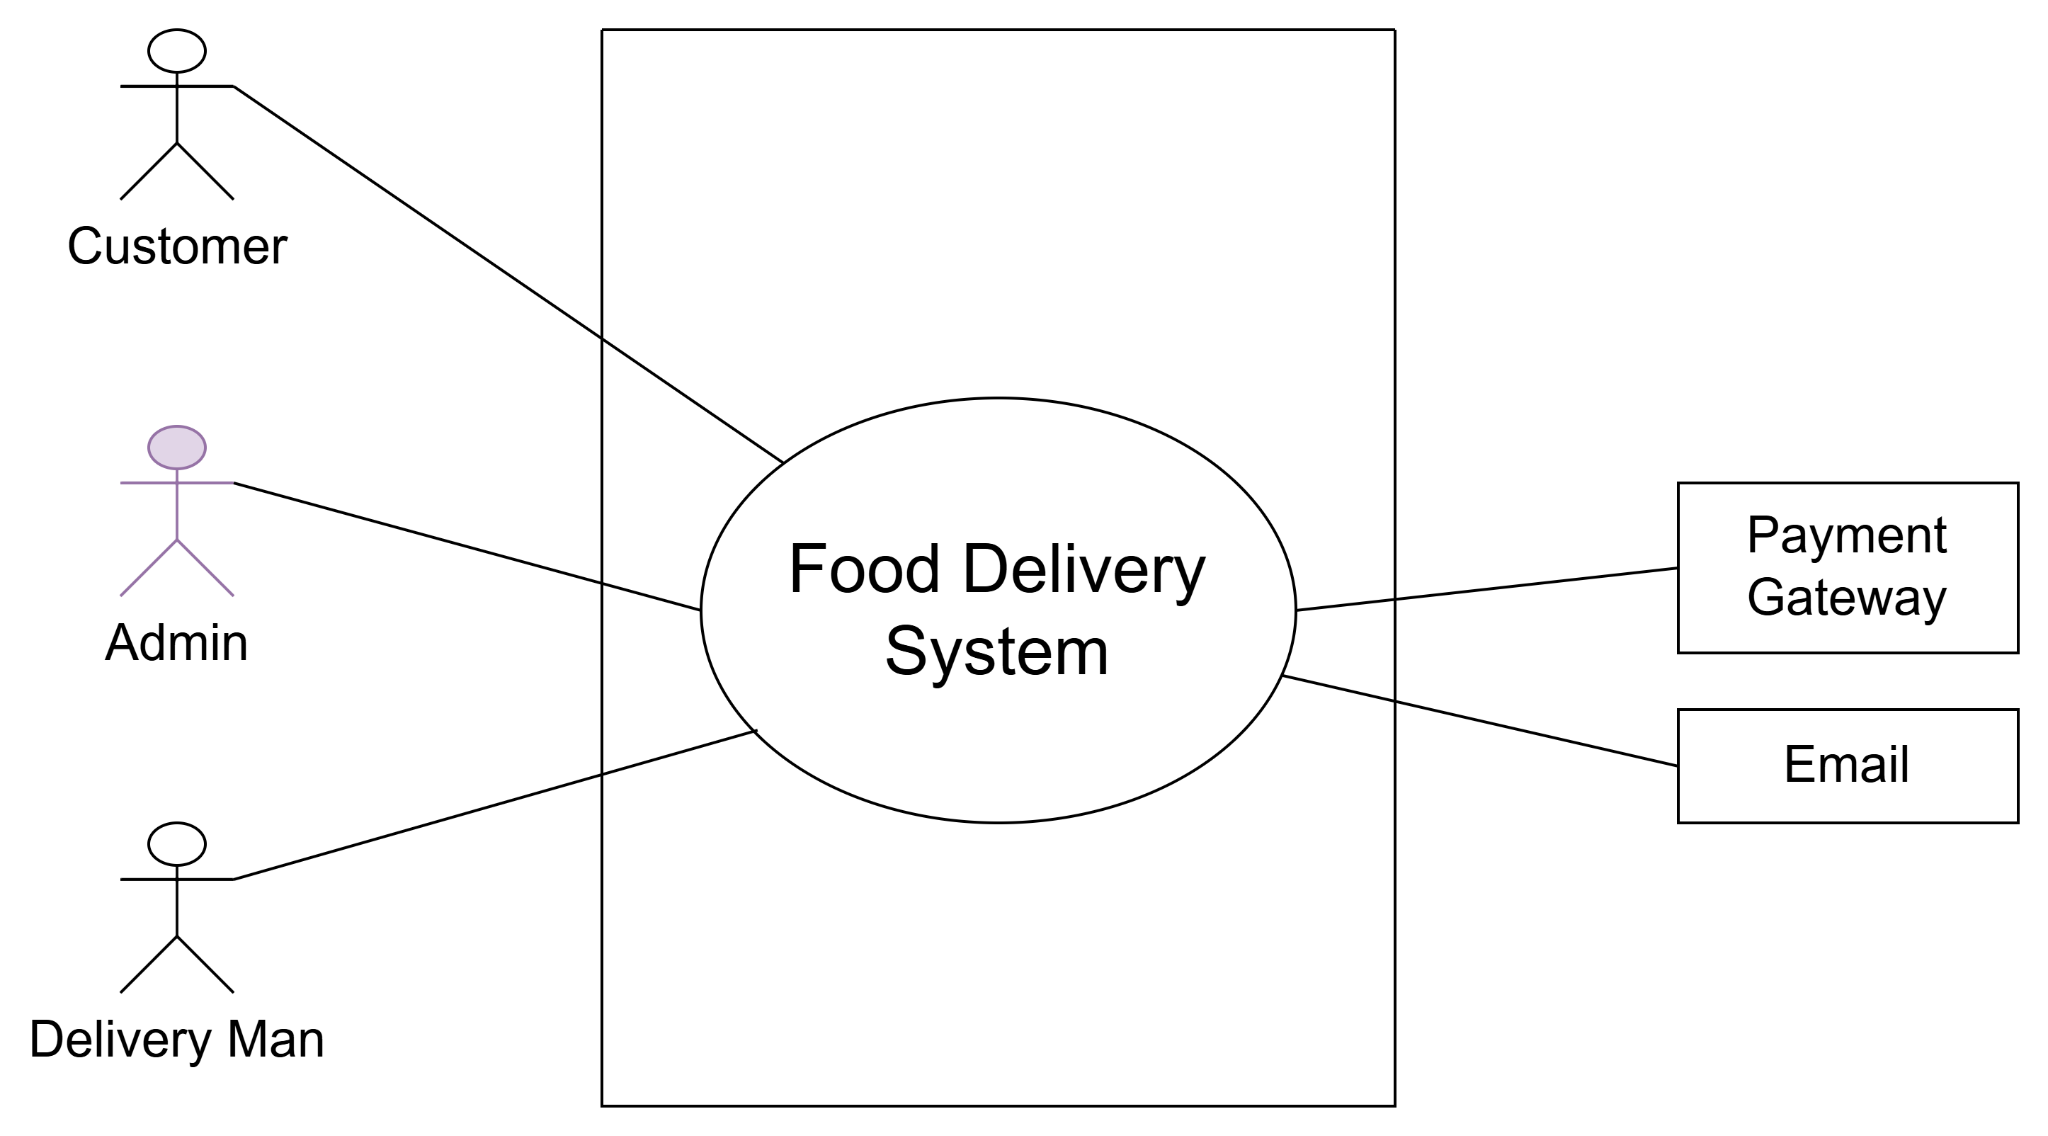 Customer
Admin
Delivery Man
Food Delivery
System
Payment
Gateway
Email